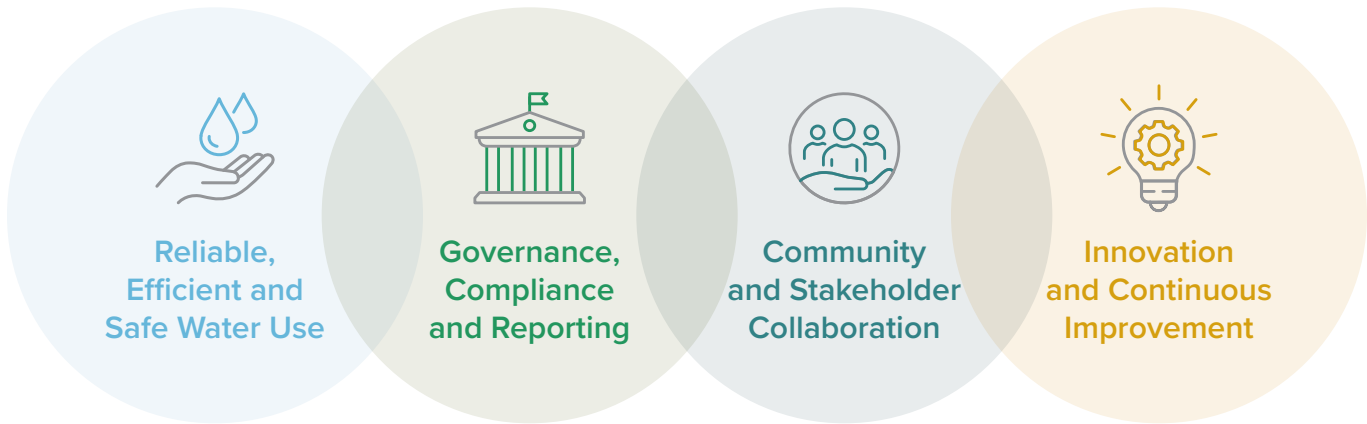 Reliable,
Efficient and
Safe Water Use
Governance,
Compliance
and Reporting
Community
and Stakeholder
Collaboration
Innovation
and Continuous
Improvement